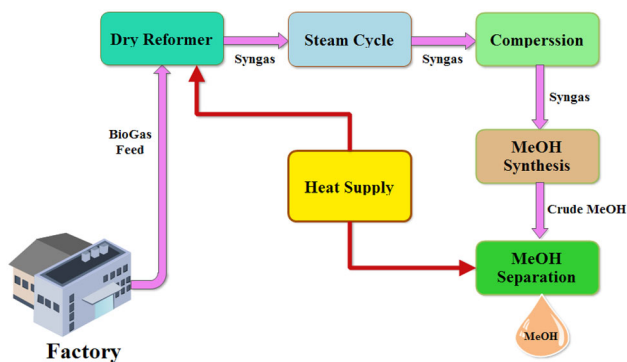 Dry Reformer
Syngas
Steam Cycle
Syngas
Comperssion
Syngas
BioGas
Feed
MeOH
Synthesis
Heat Supply
Crude MeOH
MeOH
Separation
MeOH
Factory